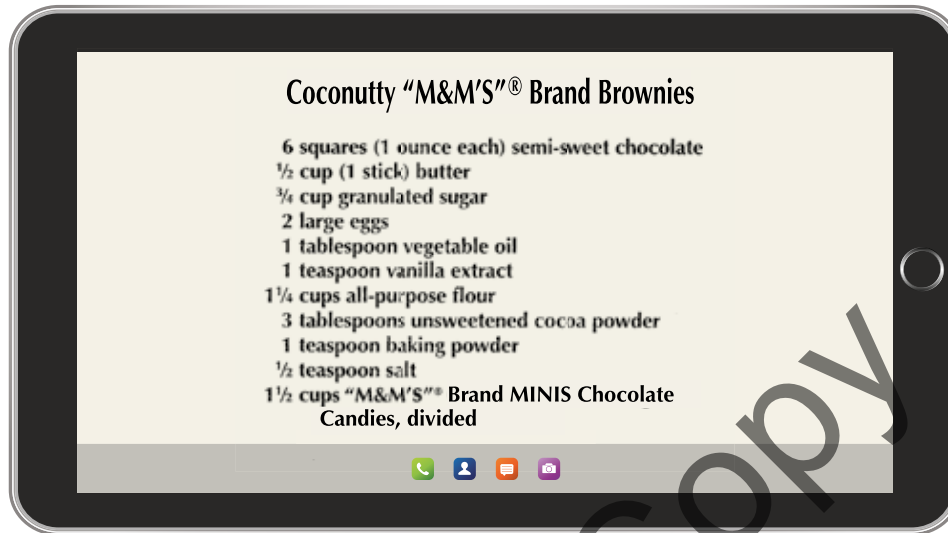 Coconutty “M&M’S”® Brand Brownies
6 squares (1 ounce each) semi-sweet chocolate
½ cup (1 stick) butter
¾ cup granulated sugar
2 large eggs
1 tablespoon vegetable oil
1 teaspoon vanilla extract
1¼ cups all-purpose flour
3 tablespoons unsweetened cocoa powder
1 teaspoon baking powder
½ teaspoon salt
1½ cups “M&M’S”® Brand MINIS Chocolate
Candies, divided
Copy